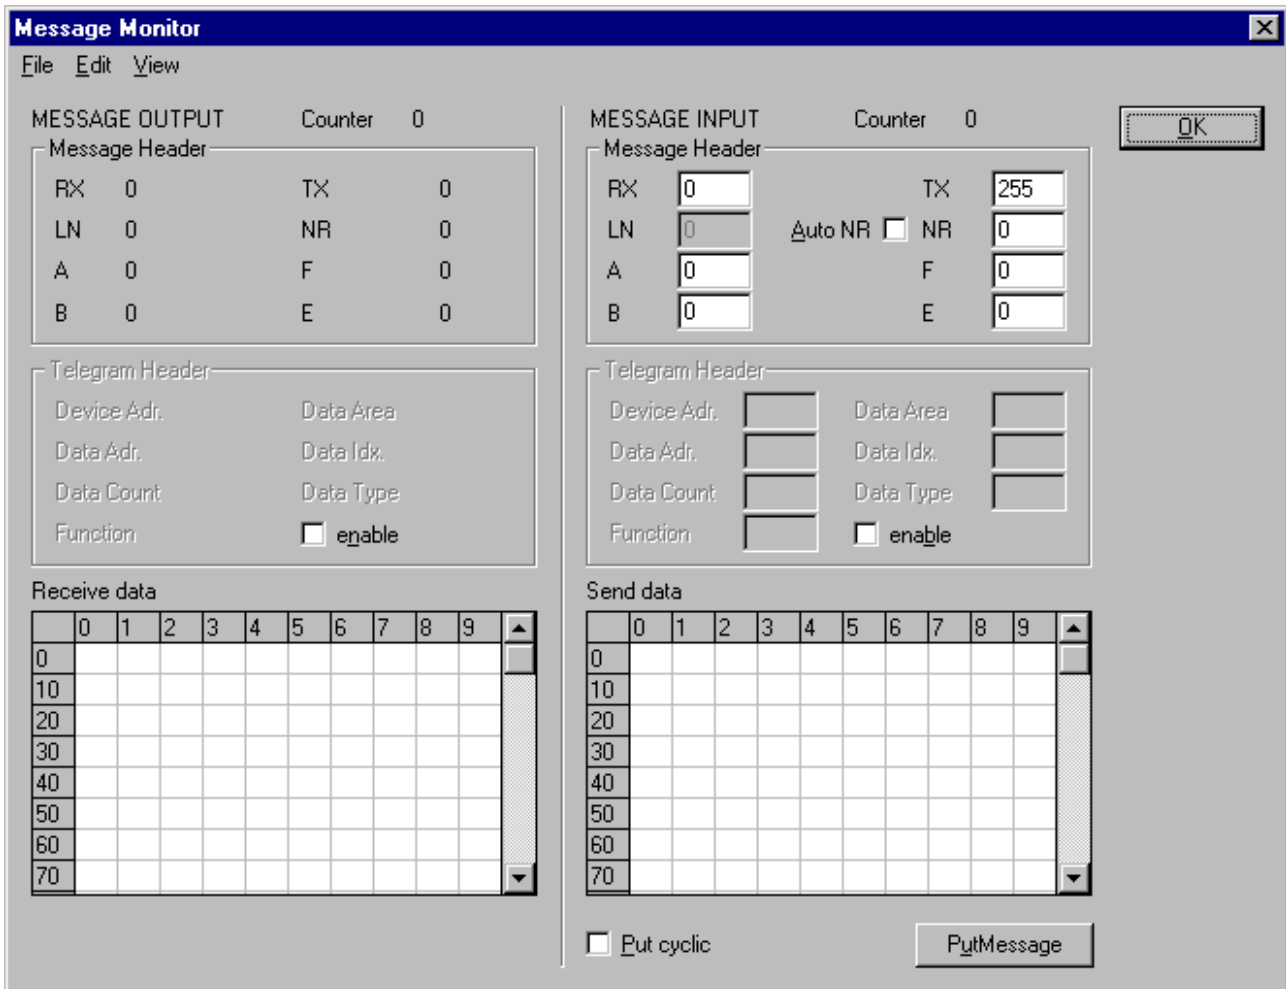 Message Monitor
File Edit View
MESSAGE OUTPUT Counter 0
Message Header
RX 0 TX 0
LN 0 NR 0
A 0 F 0
B 0 E 0
Telegram Header
Device Adr. Data Area
Data Adr. Data Idx.
Data Count Data Type
Function enable
Receive data
0 1 2 3 4 5 6 7 8 9
0
10
20
30
40
50
60
70
MESSAGE INPUT Counter 0
Message Header
RX 0 TX 255
LN 0 Auto NR NR 0
A 0 F 0
B 0 E 0
Telegram Header
Device Adr. Data Area
Data Adr. Data Idx.
Data Count Data Type
Function enable
Send data
0 1 2 3 4 5 6 7 8 9
0
10
20
30
40
50
60
70
Put cyclic PutMessage
OK